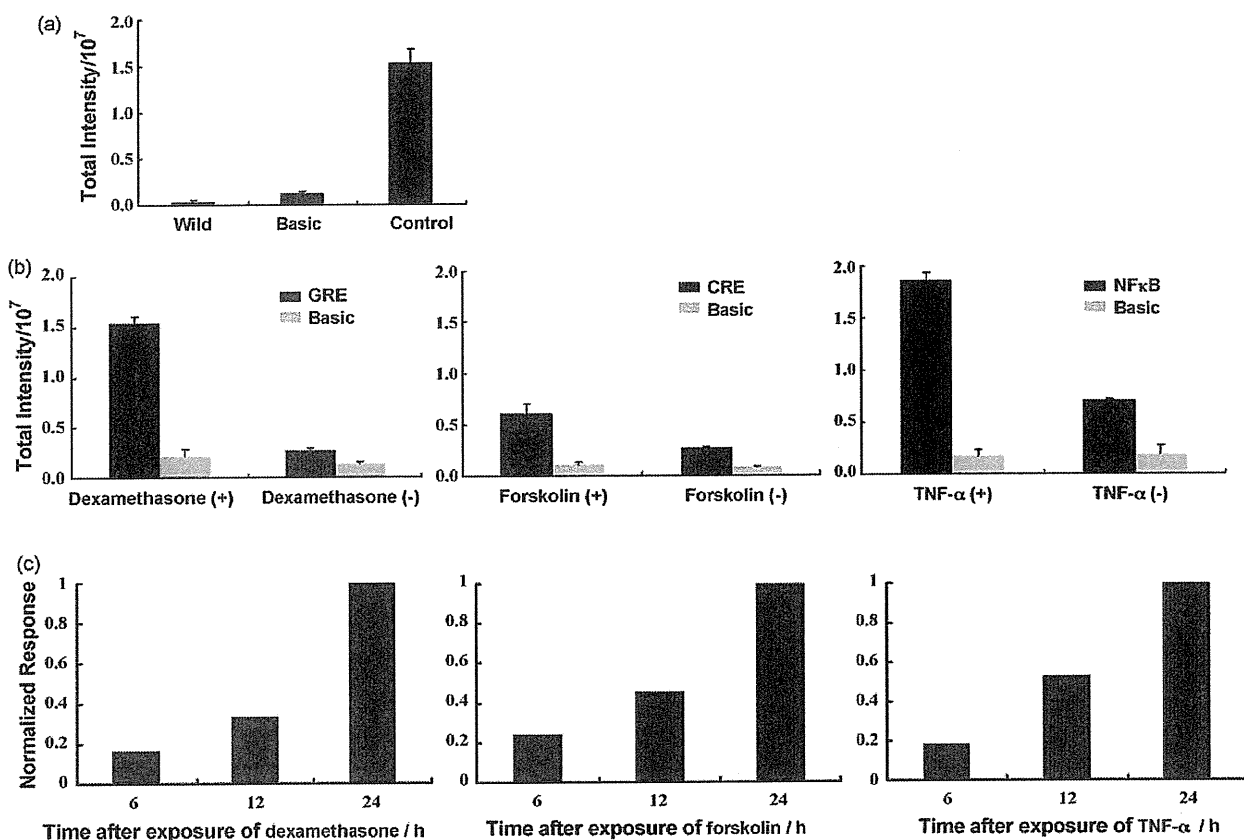 (a)
Total Intensity/10⁷
2.0
1.5
1.0
0.5
0.0
Wild Basic Control
(b)
Total Intensity/10⁷
2.0
1.5
1.0
0.5
0.0
GRE
Basic
Dexamethasone (+) Dexamethasone (-)
2.0
1.5
1.0
0.5
0.0
CRE
Basic
Forskolin (+) Forskolin (-)
2.0
1.5
1.0
0.5
0.0
NFκB
Basic
TNF-α (+) TNF-α (-)
(c)
Normalized Response
1
0.8
0.6
0.4
0.2
0
6 12 24
Time after exposure of dexamethasone / h
1
0.8
0.6
0.4
0.2
0
6 12 24
Time after exposure of forskolin / h
1
0.8
0.6
0.4
0.2
0
6 12 24
Time after exposure of TNF-α / h